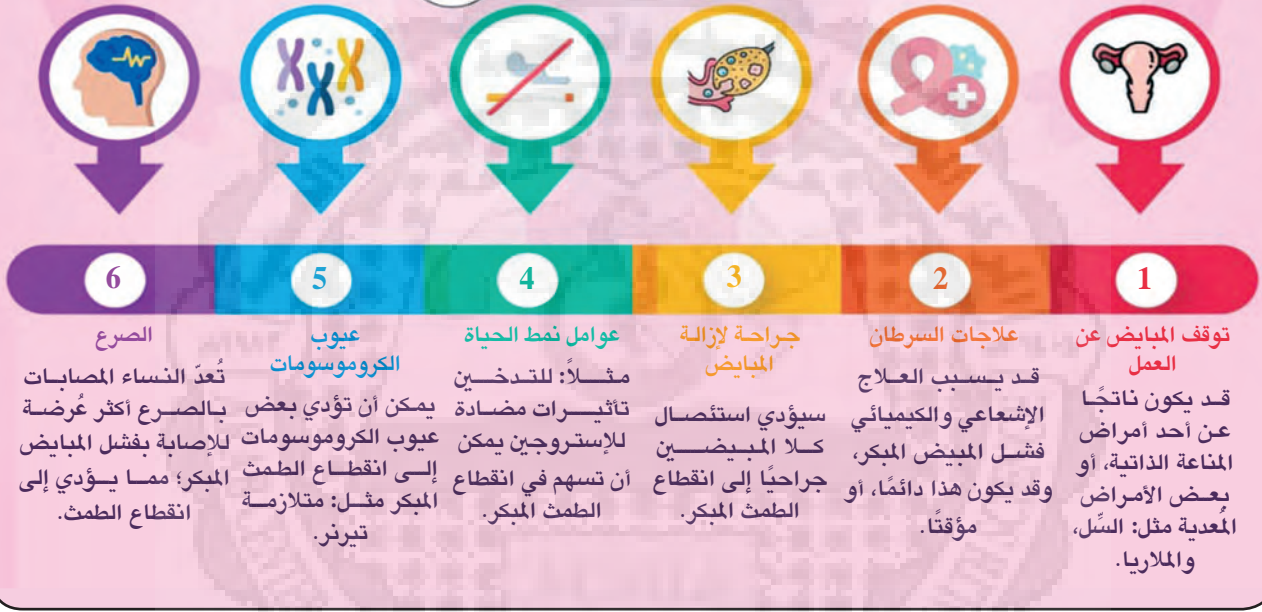 1
توقف المبايض عن
العمل
قد يكون ناتجًا
عن أحد أمراض
المناعة الذاتية، أو
بعض الأمراض
المُعدية مثل: السِّل،
والملاريا.
2
علاجات السرطان
قد يسبب العلاج
الإشعاعي والكيميائي
فشل المبيض المبكر،
وقد يكون هذا دائمًا، أو
مؤقتًا.
3
جراحة لإزالة
المبايض
سيؤدي استئصال
كلا المبيضين
جراحيًا إلى انقطاع
الطمث المبكر.
4
عوامل نمط الحياة
مثلاً: للتدخين
تأثيرات مضادة
للإستروجين يمكن
أن تسهم في انقطاع
الطمث المبكر.
5
عيوب
الكروموسومات
يمكن أن تؤدي بعض
عيوب الكروموسومات
إلى انقطاع الطمث
المبكر مثل: متلازمة
تيرنر.
6
الصرع
تُعدّ النساء المصابات
بالصرع أكثر عُرضة
للإصابة بفشل المبايض
المبكر؛ مما يؤدي إلى
انقطاع الطمث.